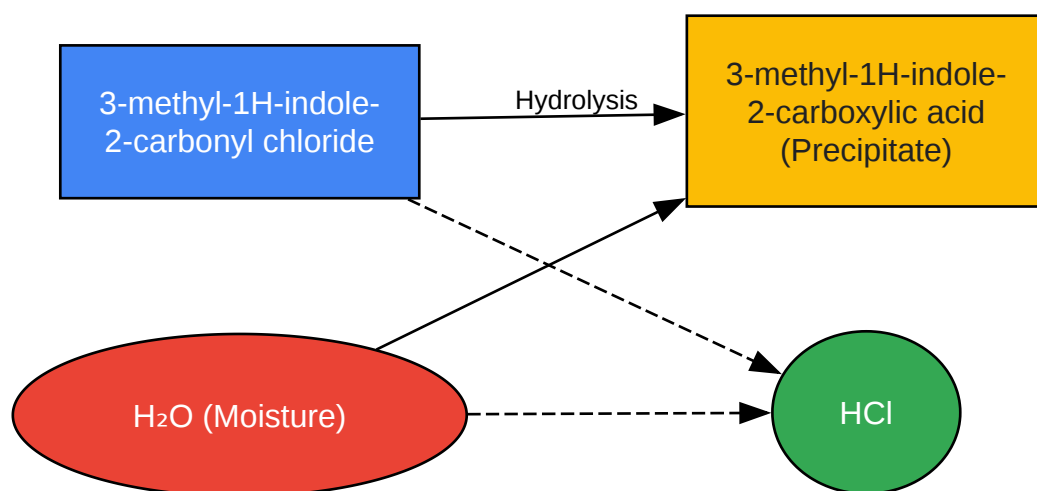 3-methyl-1H-indole-
2-carbonyl chloride
Hydrolysis
3-methyl-1H-indole-
2-carboxylic acid
(Precipitate)
H₂O (Moisture)
HCl